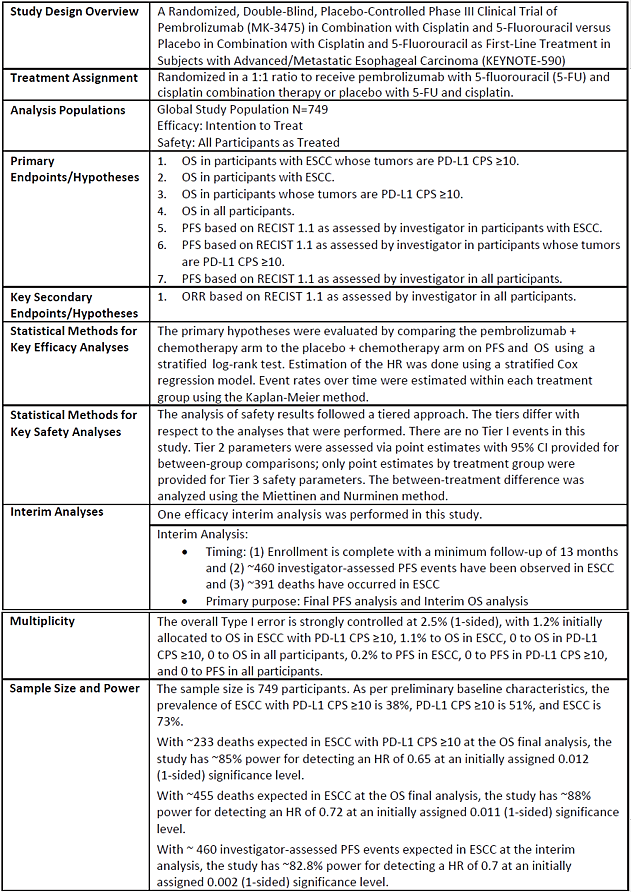 Study Design Overview
A Randomized, Double-Blind, Placebo-Controlled Phase III Clinical Trial of
Pembrolizumab (MK-3475) in Combination with Cisplatin and 5-Fluorouracil versus
Placebo in Combination with Cisplatin and 5-Fluorouracil as First-Line Treatment in
Subjects with Advanced/Metastatic Esophageal Carcinoma (KEYNOTE-590)
Treatment Assignment
Randomized in a 1:1 ratio to receive pembrolizumab with 5-fluorouracil (5-FU) and
cisplatin combination therapy or placebo with 5-FU and cisplatin.
Analysis Populations
Global Study Population N=749
Efficacy: Intention to Treat
Safety: All Participants as Treated
Primary
Endpoints/Hypotheses
1. OS in participants with ESCC whose tumors are PD-L1 CPS ≥10.
2. OS in participants with ESCC.
3. OS in participants whose tumors are PD-L1 CPS ≥10.
4. OS in all participants.
5. PFS based on RECIST 1.1 as assessed by investigator in participants with ESCC.
6. PFS based on RECIST 1.1 as assessed by investigator in participants whose tumors
are PD-L1 CPS ≥10.
7. PFS based on RECIST 1.1 as assessed by investigator in all participants.
Key Secondary
Endpoints/Hypotheses
1. ORR based on RECIST 1.1 as assessed by investigator in all participants.
Statistical Methods for
Key Efficacy Analyses
The primary hypotheses were evaluated by comparing the pembrolizumab +
chemotherapy arm to the placebo + chemotherapy arm on PFS and OS using a
stratified log-rank test. Estimation of the HR was done using a stratified Cox
regression model. Event rates over time were estimated within each treatment
group using the Kaplan-Meier method.
Statistical Methods for
Key Safety Analyses
The analysis of safety results followed a tiered approach. The tiers differ with
respect to the analyses that were performed. There are no Tier I events in this
study. Tier 2 parameters were assessed via point estimates with 95% CI provided for
between-group comparisons; only point estimates by treatment group were
provided for Tier 3 safety parameters. The between-treatment difference was
analyzed using the Miettinen and Nurminen method.
Interim Analyses
One efficacy interim analysis was performed in this study.
Interim Analysis:
• Timing: (1) Enrollment is complete with a minimum follow-up of 13 months
and (2) ~460 investigator-assessed PFS events have been observed in ESCC
and (3) ~391 deaths have occurred in ESCC
• Primary purpose: Final PFS analysis and Interim OS analysis
Multiplicity
The overall Type I error is strongly controlled at 2.5% (1-sided), with 1.2% initially
allocated to OS in ESCC with PD-L1 CPS ≥10, 1.1% to OS in ESCC, 0 to OS in PD-L1
CPS ≥10, 0 to OS in all participants, 0.2% to PFS in ESCC, 0 to PFS in PD-L1 CPS ≥10,
and 0 to PFS in all participants.
Sample Size and Power
The sample size is 749 participants. As per preliminary baseline characteristics, the
prevalence of ESCC with PD-L1 CPS ≥10 is 38%, PD-L1 CPS ≥10 is 51%, and ESCC is
73%.
With ~233 deaths expected in ESCC with PD-L1 CPS ≥10 at the OS final analysis, the
study has ~85% power for detecting an HR of 0.65 at an initially assigned 0.012
(1-sided) significance level.
With ~455 deaths expected in ESCC at the OS final analysis, the study has ~88%
power for detecting an HR of 0.72 at an initially assigned 0.011 (1-sided) significance
level.
With ~ 460 investigator-assessed PFS events expected in ESCC at the interim
analysis, the study has ~82.8% power for detecting a HR of 0.7 at an initially
assigned 0.002 (1-sided) significance level.